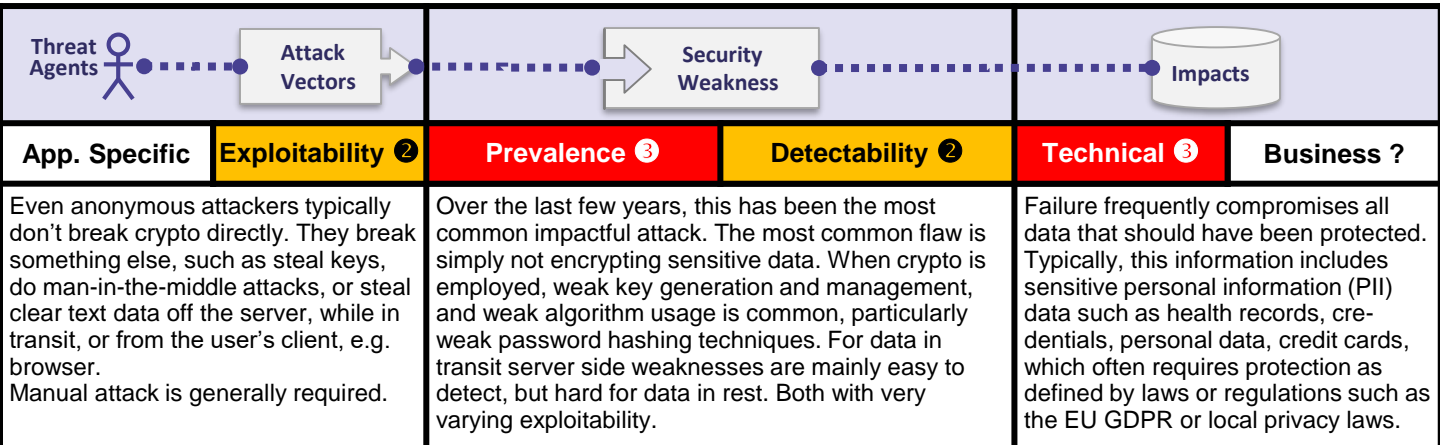 Threat
Agents
Attack
Vectors
Security
Weakness
Impacts
App. Specific
Exploitability ❷
Prevalence ❸
Detectability ❷
Technical ❸
Business ?
Even anonymous attackers typically
don’t break crypto directly. They break
something else, such as steal keys,
do man-in-the-middle attacks, or steal
clear text data off the server, while in
transit, or from the user’s client, e.g.
browser.
Manual attack is generally required.
Over the last few years, this has been the most
common impactful attack. The most common flaw is
simply not encrypting sensitive data. When crypto is
employed, weak key generation and management,
and weak algorithm usage is common, particularly
weak password hashing techniques. For data in
transit server side weaknesses are mainly easy to
detect, but hard for data in rest. Both with very
varying exploitability.
Failure frequently compromises all
data that should have been protected.
Typically, this information includes
sensitive personal information (PII)
data such as health records, cre-
dentials, personal data, credit cards,
which often requires protection as
defined by laws or regulations such as
the EU GDPR or local privacy laws.